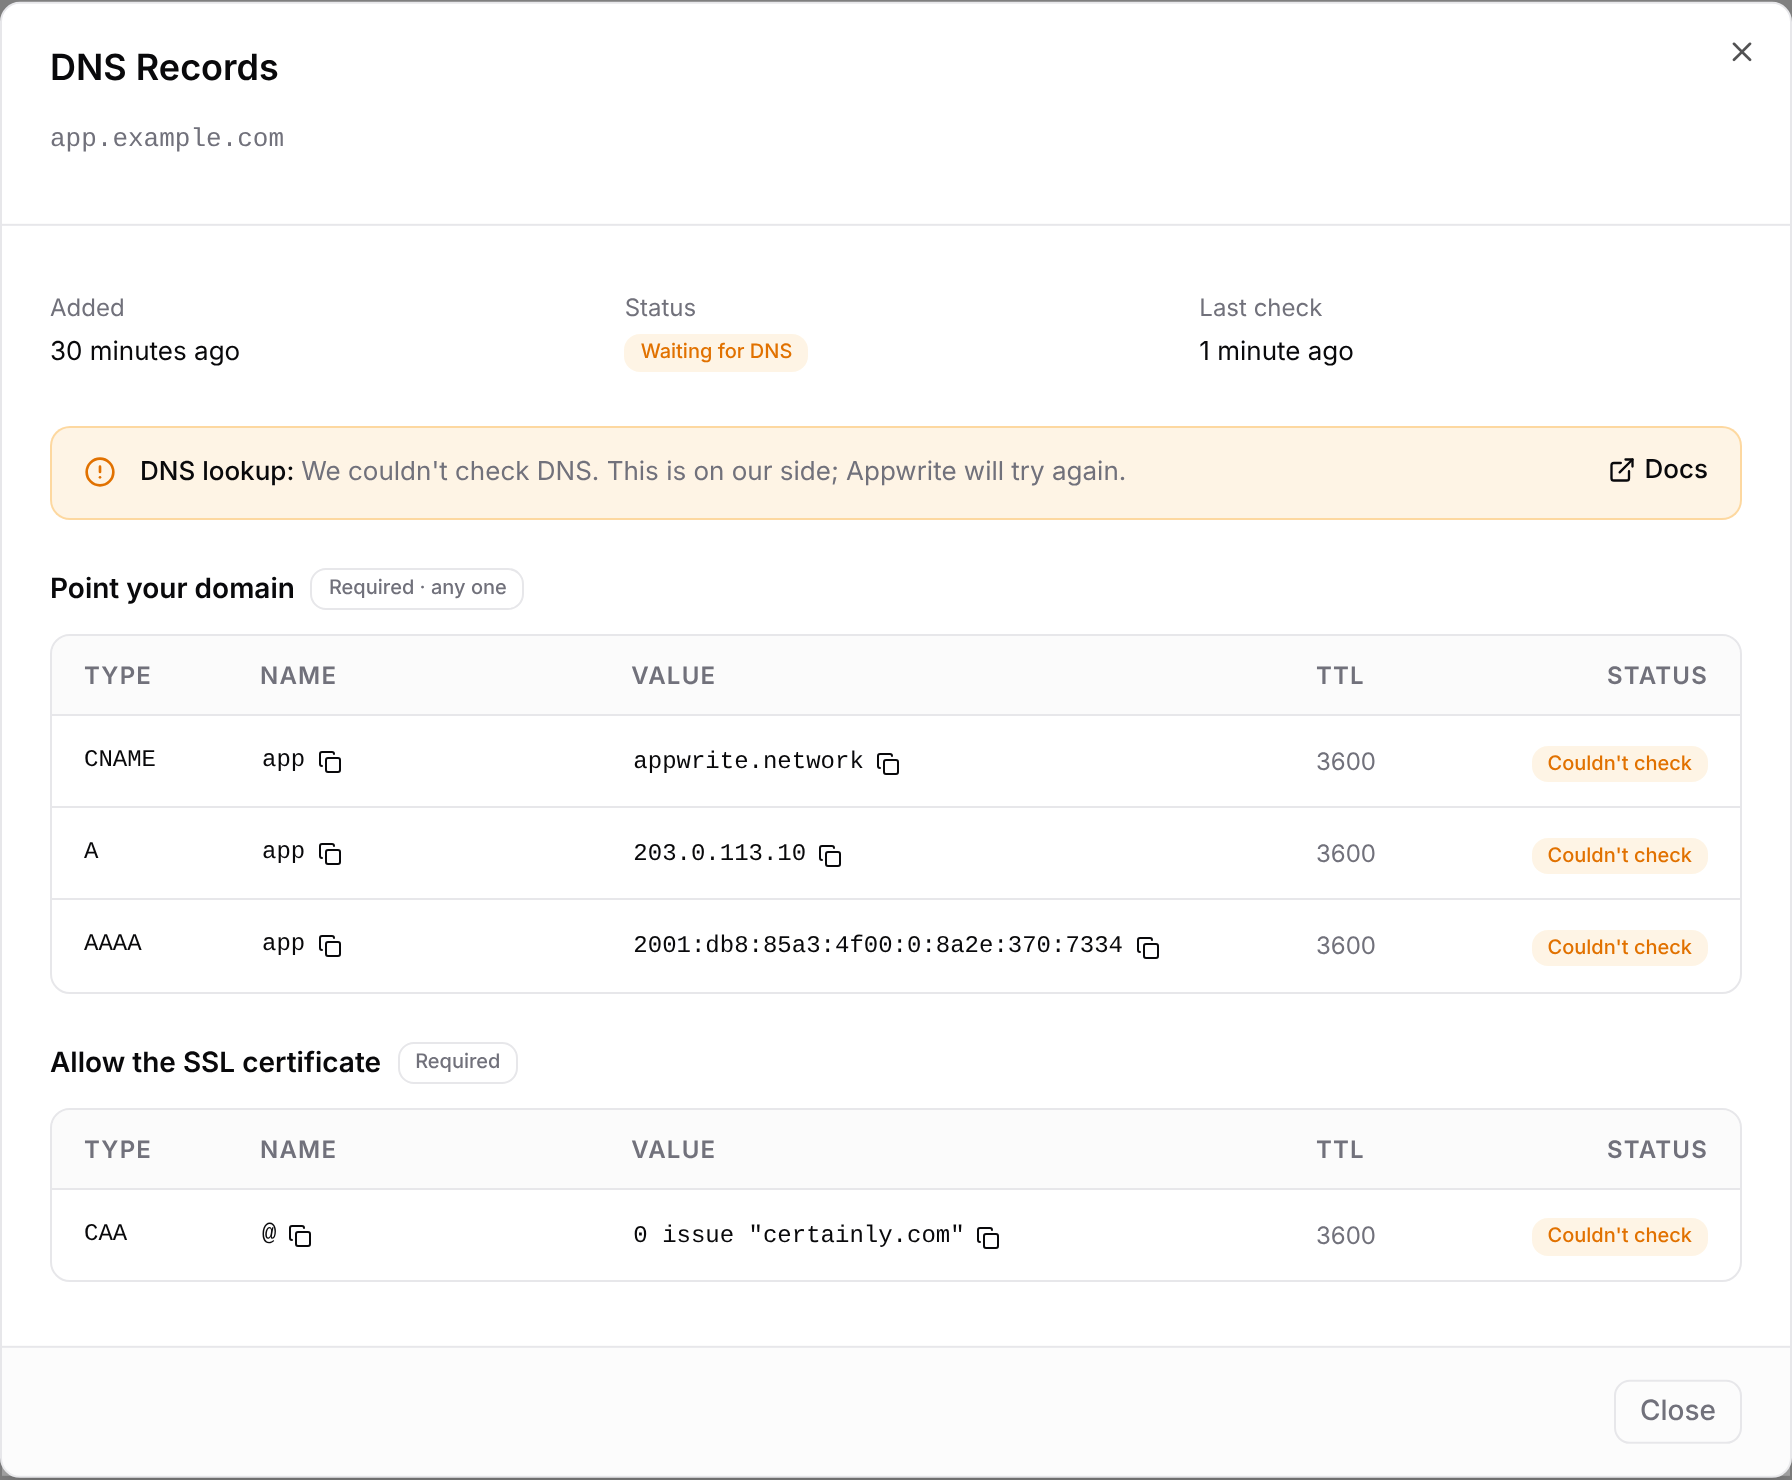 DNS Records
app.example.com
Added Status Last check
30 minutes ago Waiting for DNS 1 minute ago
DNS lookup: We couldn't check DNS. This is on our side; Appwrite will try again. Docs
Point your domain Required · any one
TYPE NAME VALUE TTL STATUS
CNAME app appwrite.network 3600 Couldn't check
A app 203.0.113.10 3600 Couldn't check
AAAA app 2001:db8:85a3:4f00:0:8a2e:370:7334 3600 Couldn't check
Allow the SSL certificate Required
TYPE NAME VALUE TTL STATUS
CAA @ 0 issue "certainly.com" 3600 Couldn't check
Close